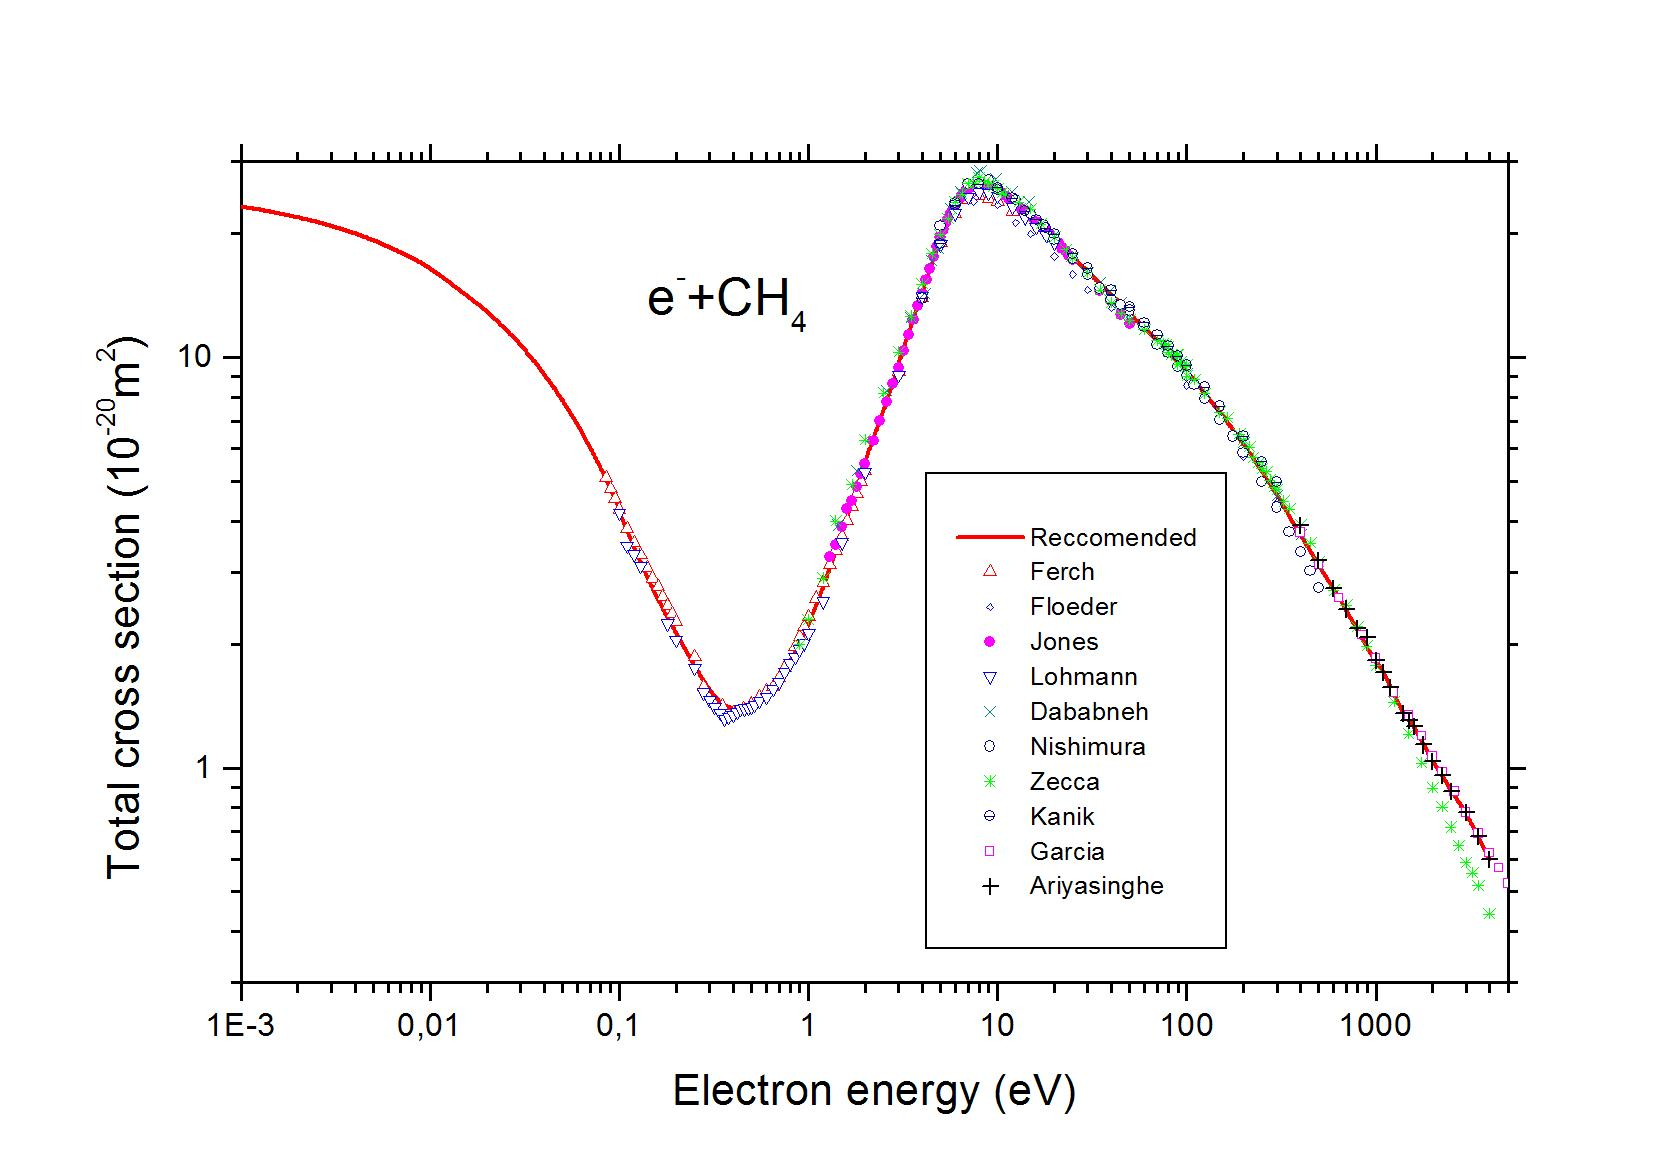 e⁻+CH₄
Total cross section (10⁻²⁰m²)
10
1
Reccomended
Ferch
Floeder
Jones
Lohmann
Dababneh
Nishimura
Zecca
Kanik
Garcia
Ariyasinghe
1E-3 0,01 0,1 1 10 100 1000
Electron energy (eV)